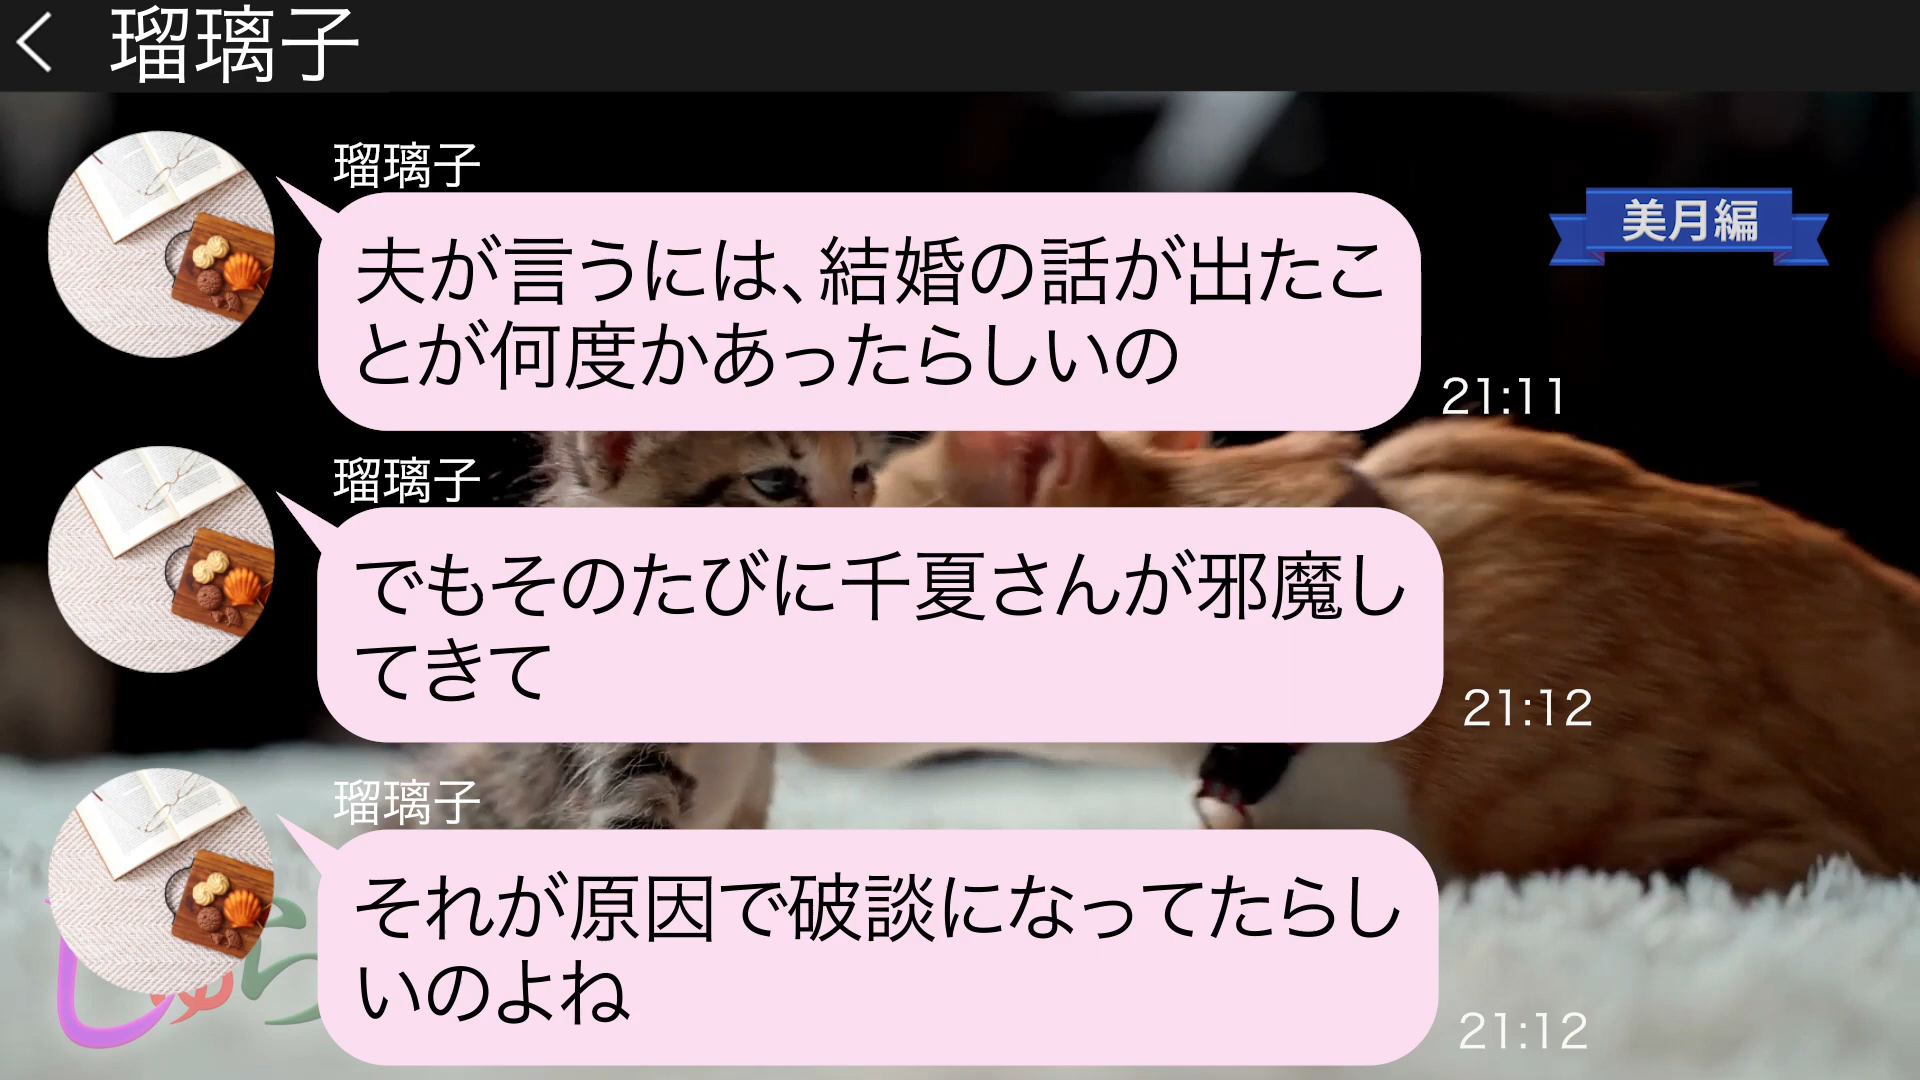 瑠璃子
瑠璃子
美月編
夫が言うには、結婚の話が出たこ
とが何度かあったらしいの
21:11
瑠璃子
でもそのたびに千夏さんが邪魔し
てきて
21:12
瑠璃子
それが原因で破談になってたらし
いのよね
21:12